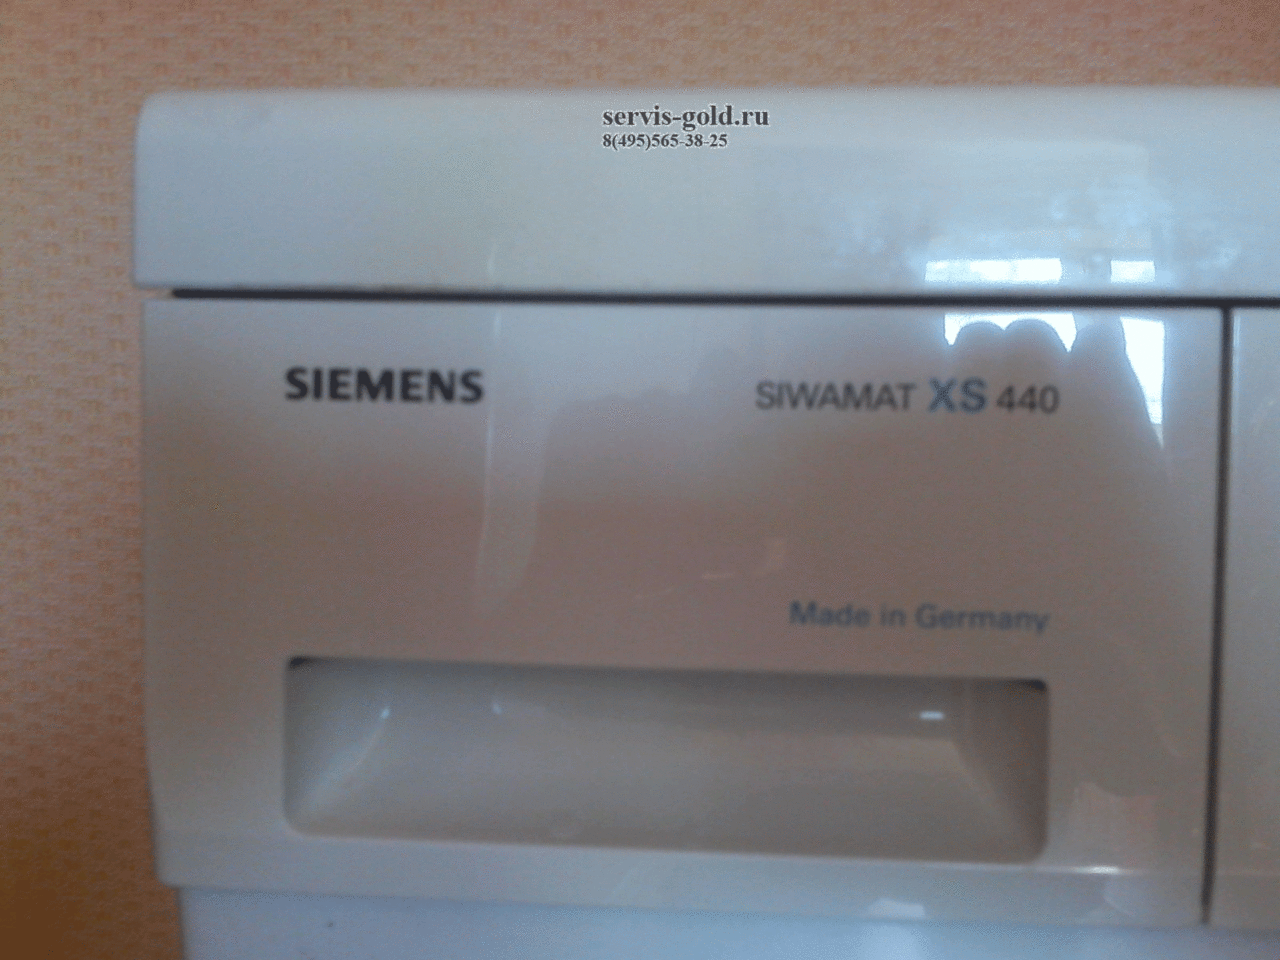 servis-gold.ru
8(495)565-38-25
SIEMENS
SIWAMAT XS 440
Made in Germany